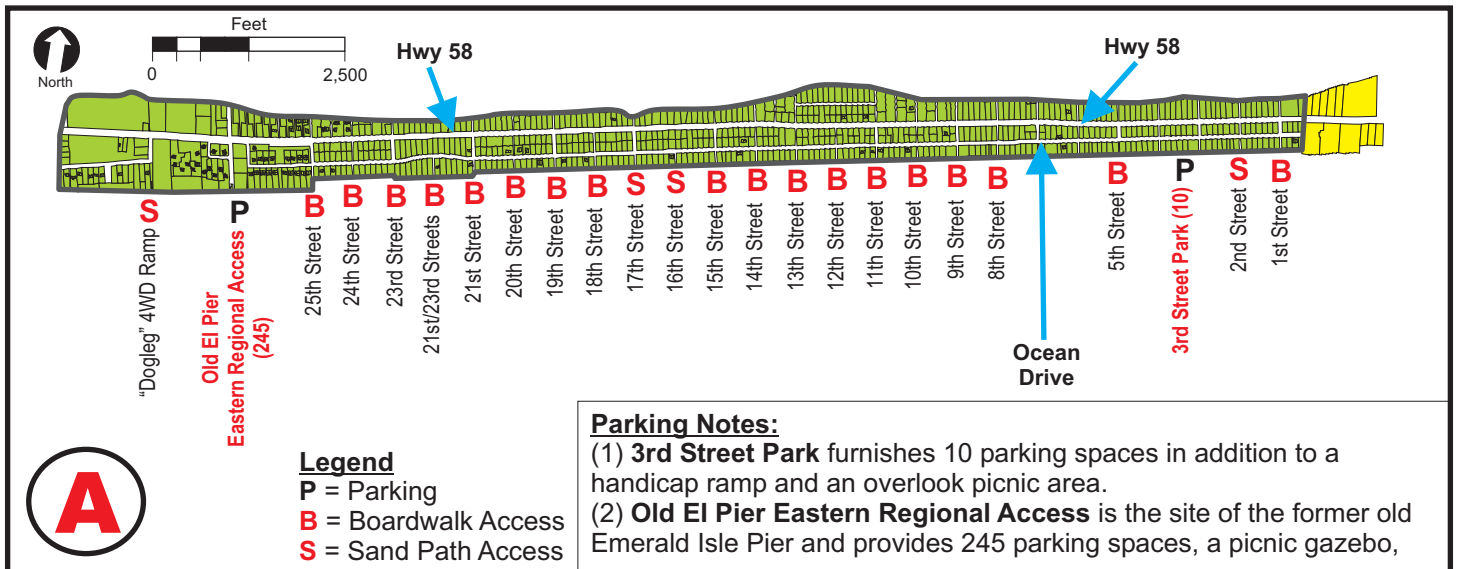 Feet
0
2,500
North
Hwy 58
Hwy 58
S
P
B
B
B
B
B
B
B
B
S
S
B
B
B
B
B
B
B
B
B
P
S
B
"Dogleg" 4WD Ramp
Old EI Pier
Eastern Regional Access
(245)
25th Street
24th Street
23rd Street
21st/23rd Streets
21st Street
20th Street
19th Street
18th Street
17th Street
16th Street
15th Street
14th Street
13th Street
12th Street
11th Street
10th Street
9th Street
8th Street
5th Street
3rd Street Park (10)
2nd Street
1st Street
Ocean
Drive
A
Legend
P = Parking
B = Boardwalk Access
S = Sand Path Access
Parking Notes:
(1) 3rd Street Park furnishes 10 parking spaces in addition to a
handicap ramp and an overlook picnic area.
(2) Old EI Pier Eastern Regional Access is the site of the former old
Emerald Isle Pier and provides 245 parking spaces, a picnic gazebo,